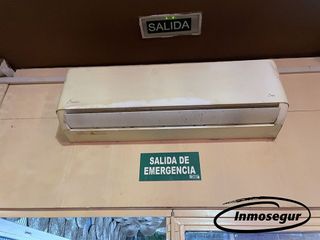 SALIDA
SALIDA DE
EMERGENCIA
Inmosegur